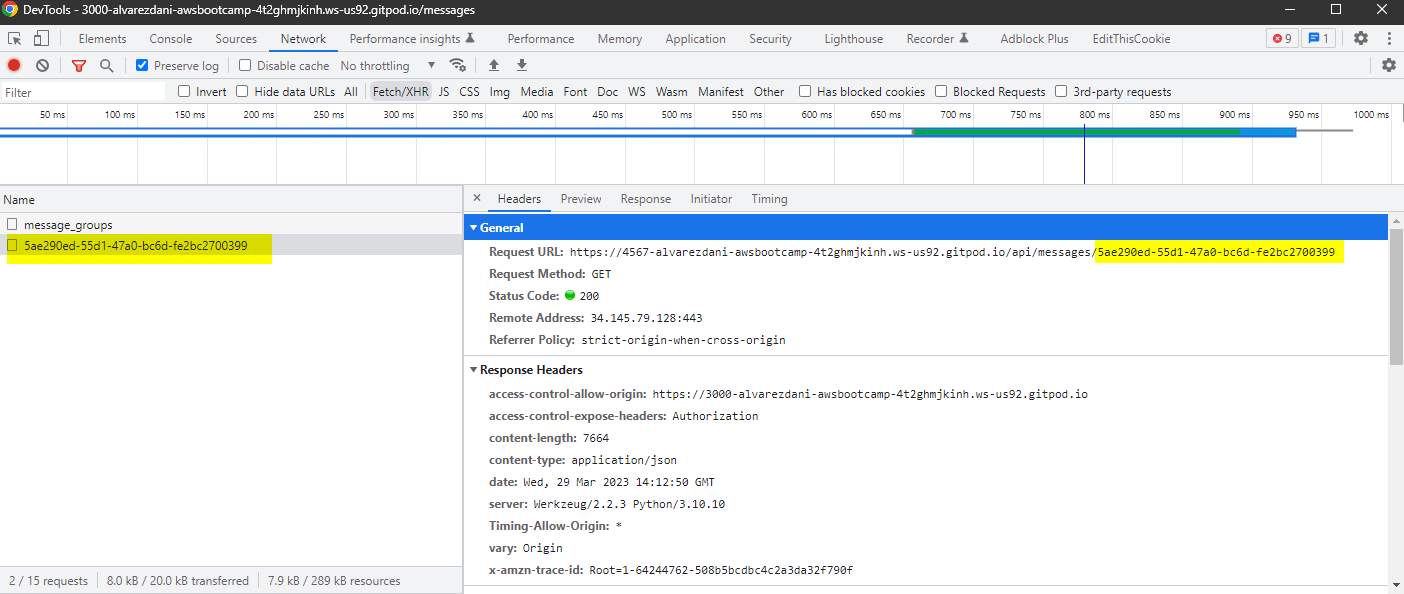 DevTools - 3000-alvarezdani-awsbootcamp-4t2ghmjkinh.ws-us92.gitpod.io/messages
Elements Console Sources Network Performance insights Performance Memory Application Security Lighthouse Recorder Adblock Plus EditThisCookie 9 1
Preserve log Disable cache No throttling
Filter Invert Hide data URLs All Fetch/XHR JS CSS Img Media Font Doc WS Wasm Manifest Other Has blocked cookies Blocked Requests 3rd-party requests
50 ms 100 ms 150 ms 200 ms 250 ms 300 ms 350 ms 400 ms 450 ms 500 ms 550 ms 600 ms 650 ms 700 ms 750 ms 800 ms 850 ms 900 ms 950 ms 1000 ms
Name
message_groups
5ae290ed-55d1-47a0-bc6d-fe2bc2700399
2 / 15 requests 8.0 kB / 20.0 kB transferred 7.9 kB / 289 kB resources
× Headers Preview Response Initiator Timing
General
Request URL: https://4567-alvarezdani-awsbootcamp-4t2ghmjkinh.ws-us92.gitpod.io/api/messages/5ae290ed-55d1-47a0-bc6d-fe2bc2700399
Request Method: GET
Status Code: 200
Remote Address: 34.145.79.128:443
Referrer Policy: strict-origin-when-cross-origin
Response Headers
access-control-allow-origin: https://3000-alvarezdani-awsbootcamp-4t2ghmjkinh.ws-us92.gitpod.io
access-control-expose-headers: Authorization
content-length: 7664
content-type: application/json
date: Wed, 29 Mar 2023 14:12:50 GMT
server: Werkzeug/2.2.3 Python/3.10.10
Timing-Allow-Origin: *
vary: Origin
x-amzn-trace-id: Root=1-64244762-508b5bcdbc4c2a3da32f790f